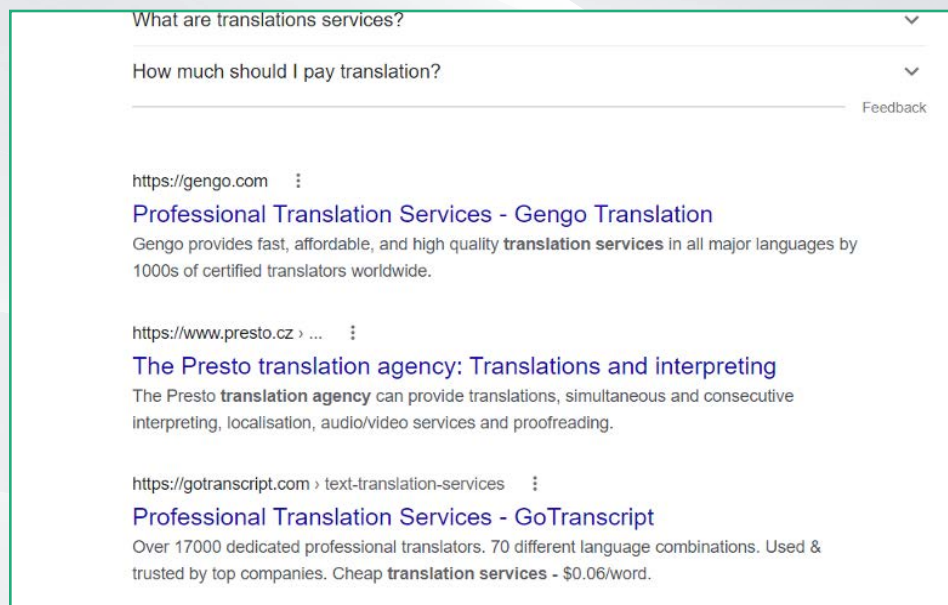 What are translations services?
How much should I pay translation?
Feedback
https://gengo.com
Professional Translation Services - Gengo Translation
Gengo provides fast, affordable, and high quality translation services in all major languages by
1000s of certified translators worldwide.
https://www.presto.cz › ...
The Presto translation agency: Translations and interpreting
The Presto translation agency can provide translations, simultaneous and consecutive
interpreting, localisation, audio/video services and proofreading.
https://gotranscript.com › text-translation-services
Professional Translation Services - GoTranscript
Over 17000 dedicated professional translators. 70 different language combinations. Used &
trusted by top companies. Cheap translation services - $0.06/word.